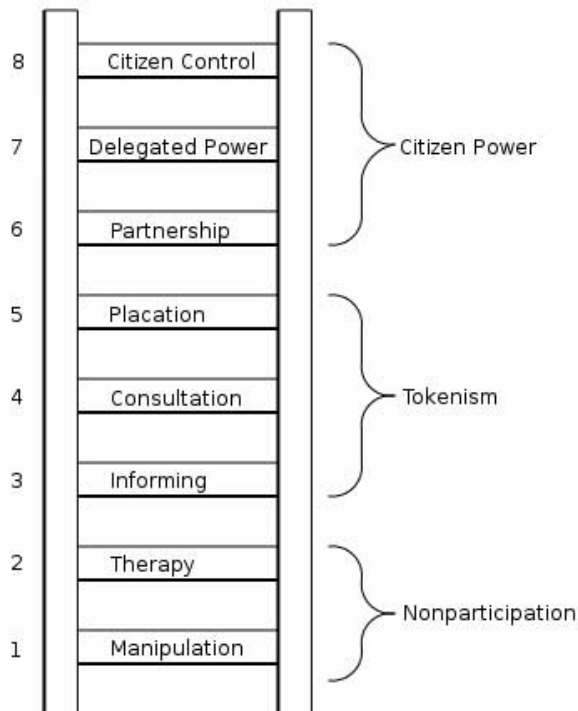 8 Citizen Control
7 Delegated Power Citizen Power
6 Partnership
5 Placation
4 Consultation Tokenism
3 Informing
2 Therapy
Nonparticipation
1 Manipulation